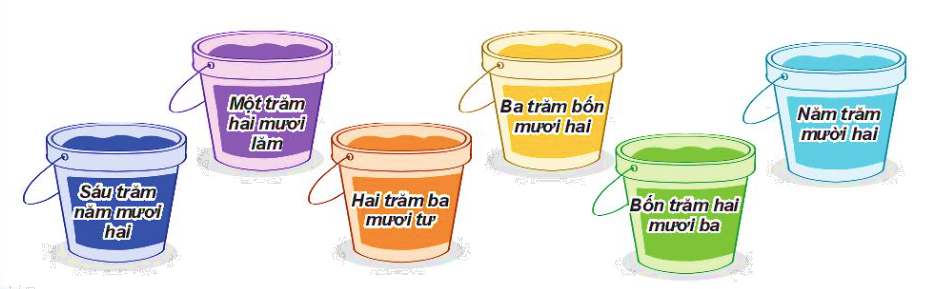 Sáu trăm
năm mươi
hai
Một trăm
hai mươi
lăm
Hai trăm ba
mươi tư
Ba trăm bốn
mươi hai
Bốn trăm hai
mươi ba
Năm trăm
mười hai